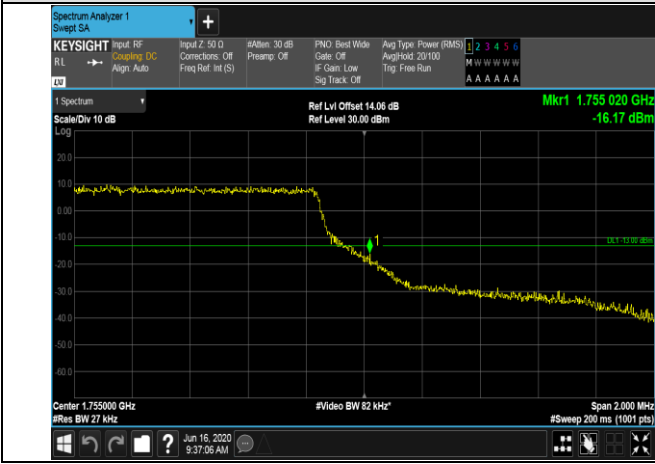 Spectrum Analyzer 1
Swept SA
+
KEYSIGHT
RL
LXI
Input: RF
Coupling: DC
Align: Auto
Input Z: 50 Ω
Corrections: Off
Freq Ref: Int (S)
#Atten: 30 dB
Preamp: Off
PNO: Best Wide
Gate: Off
IF Gain: Low
Sig Track: Off
Avg Type: Power (RMS)
Avg|Hold: 20/100
Trig: Free Run
1 2 3 4 5 6
M W W W W W
A A A A A A
1 Spectrum
Scale/Div 10 dB
Log
Ref Lvl Offset 14.06 dB
Ref Level 30.00 dBm
Mkr1 1.755 020 GHz
-16.17 dBm
20.0
10.0
0.00
-10.0
-20.0
-30.0
-40.0
-50.0
-60.0
1
DL1 -13.00 dBm
Center 1.755000 GHz
#Res BW 27 kHz
#Video BW 82 kHz*
Span 2.000 MHz
#Sweep 200 ms (1001 pts)
?
Jun 16, 2020
9:37:06 AM